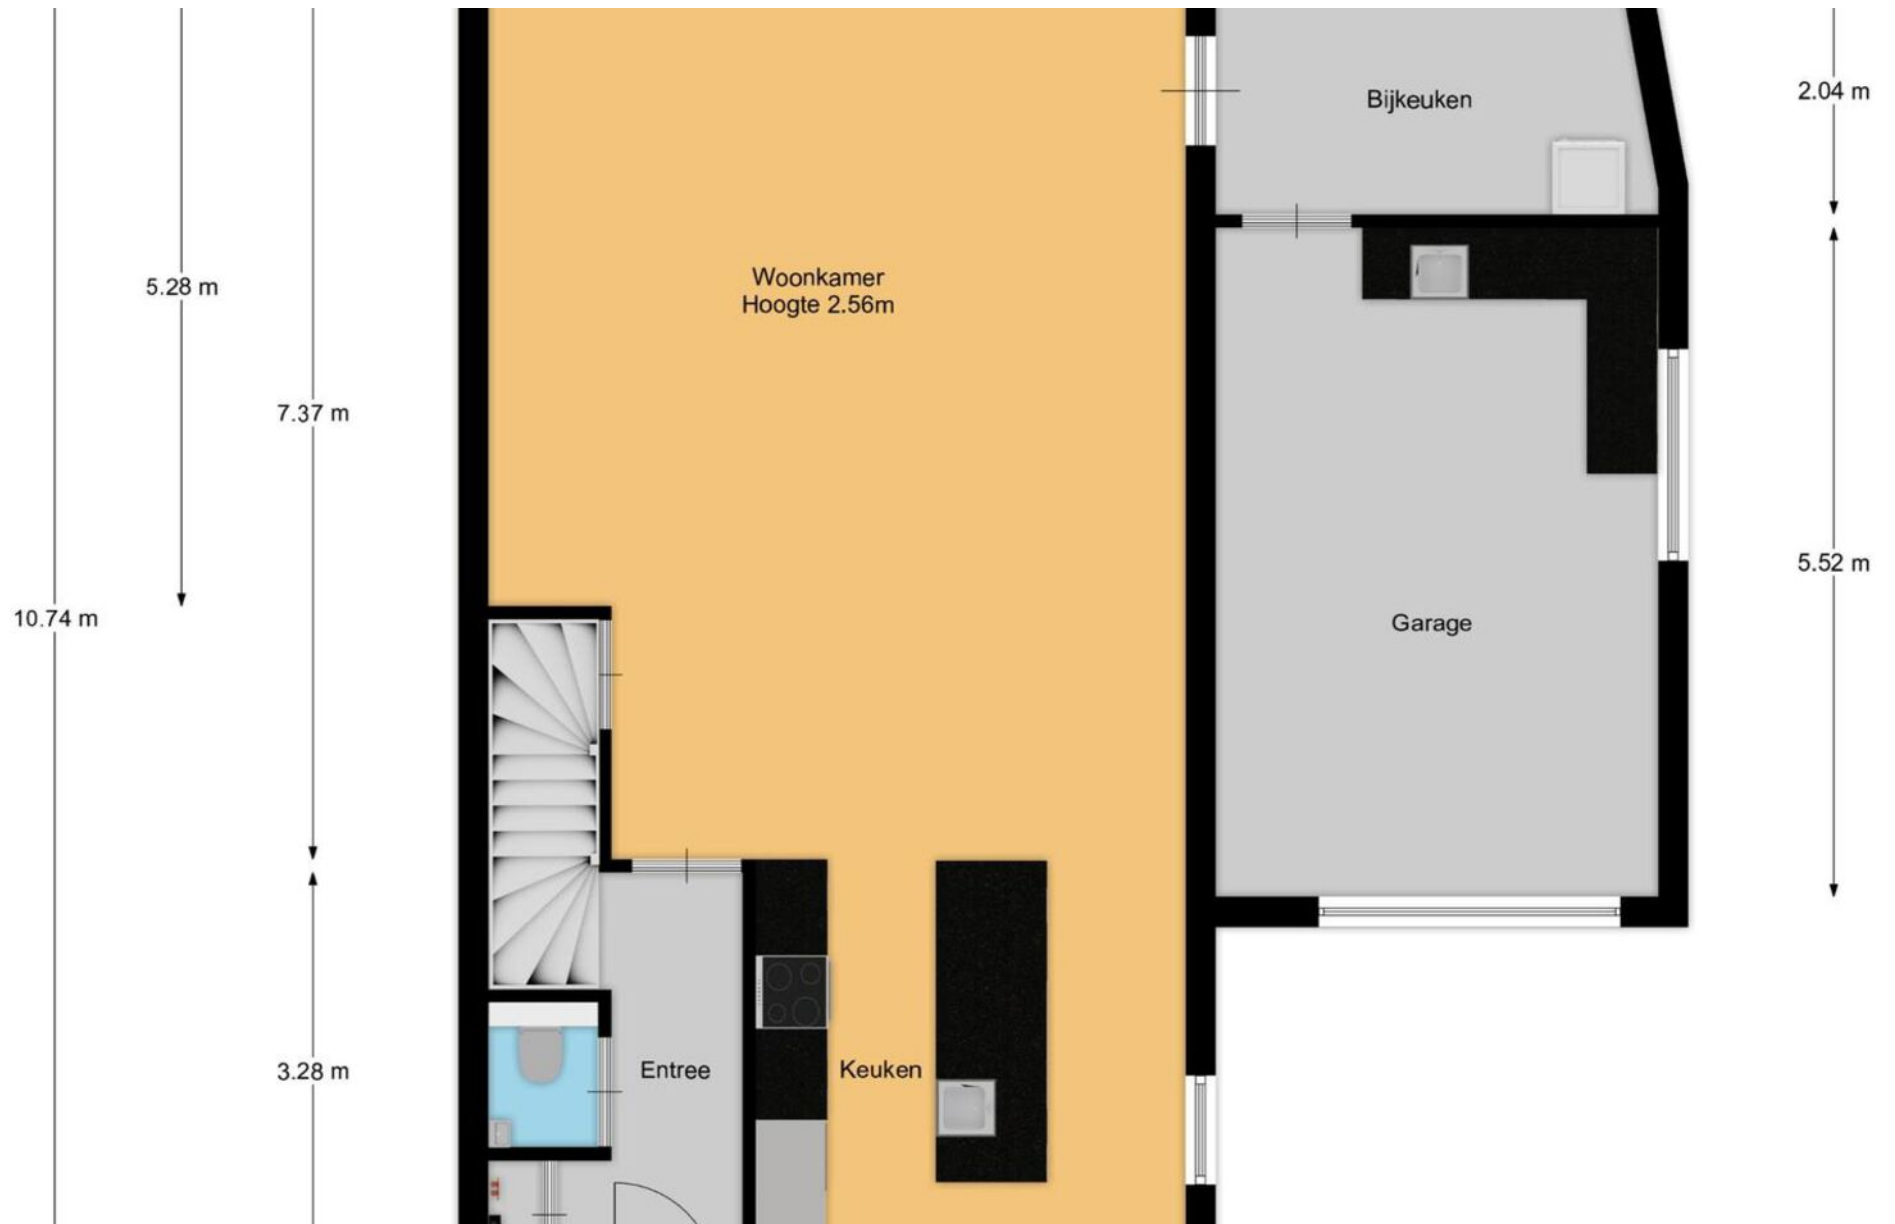 2.04 m
Bijkeuken
5.28 m
Woonkamer
Hoogte 2.56m
7.37 m
5.52 m
10.74 m
Garage
3.28 m
Entree
Keuken